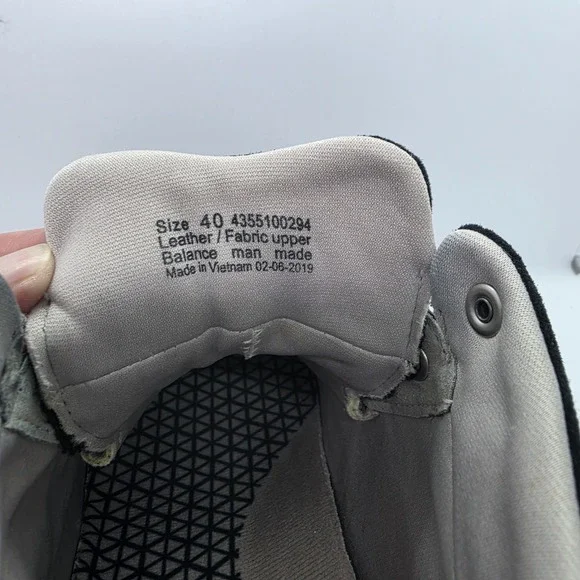 Size 40 4355100294
Leather / Fabric upper
Balance man made
Made in Vietnam 02-06-2019